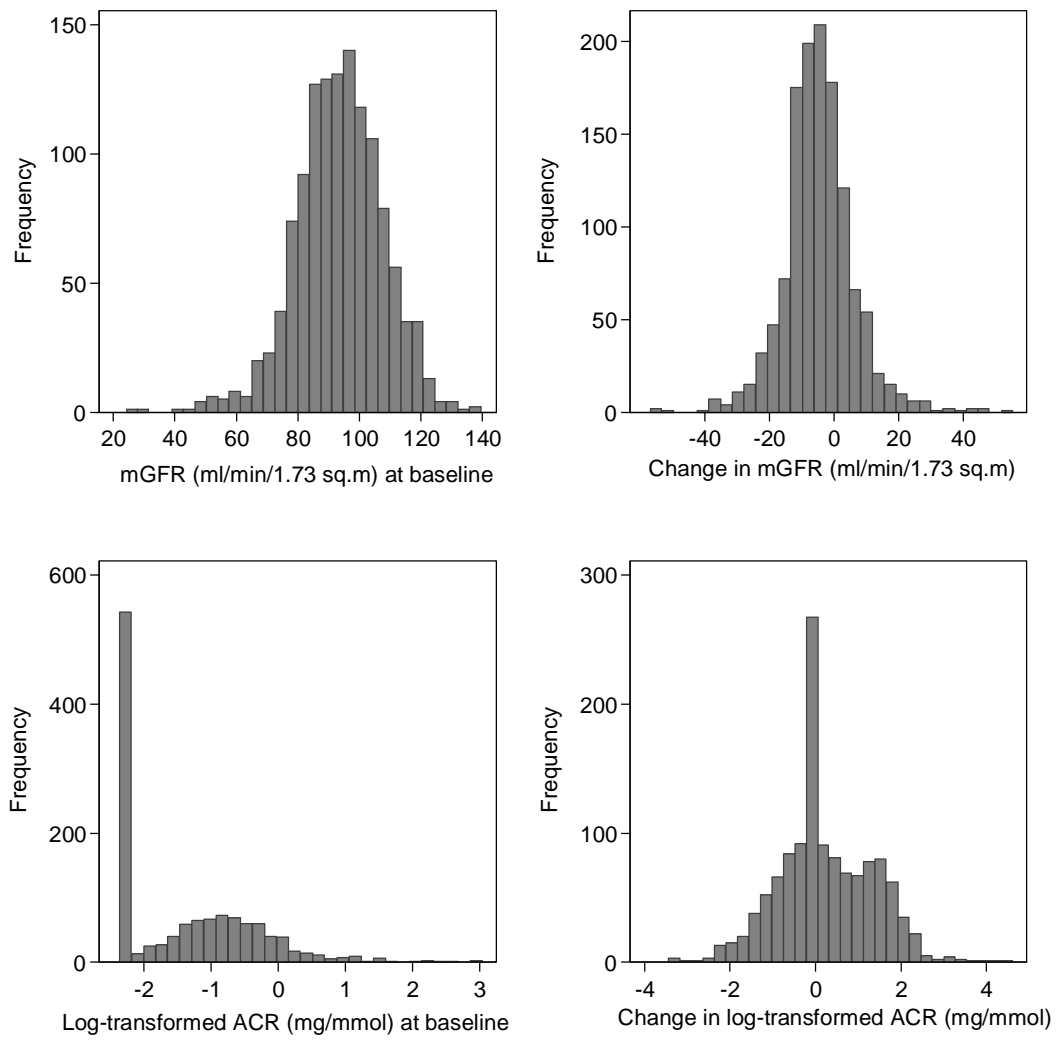 150
100
50
0
Frequency
20 40 60 80 100 120 140
mGFR (ml/min/1.73 sq.m) at baseline
200
150
100
50
0
Frequency
-40 -20 0 20 40
Change in mGFR (ml/min/1.73 sq.m)
600
400
200
0
Frequency
-2 -1 0 1 2 3
Log-transformed ACR (mg/mmol) at baseline
300
200
100
0
Frequency
-4 -2 0 2 4
Change in log-transformed ACR (mg/mmol)